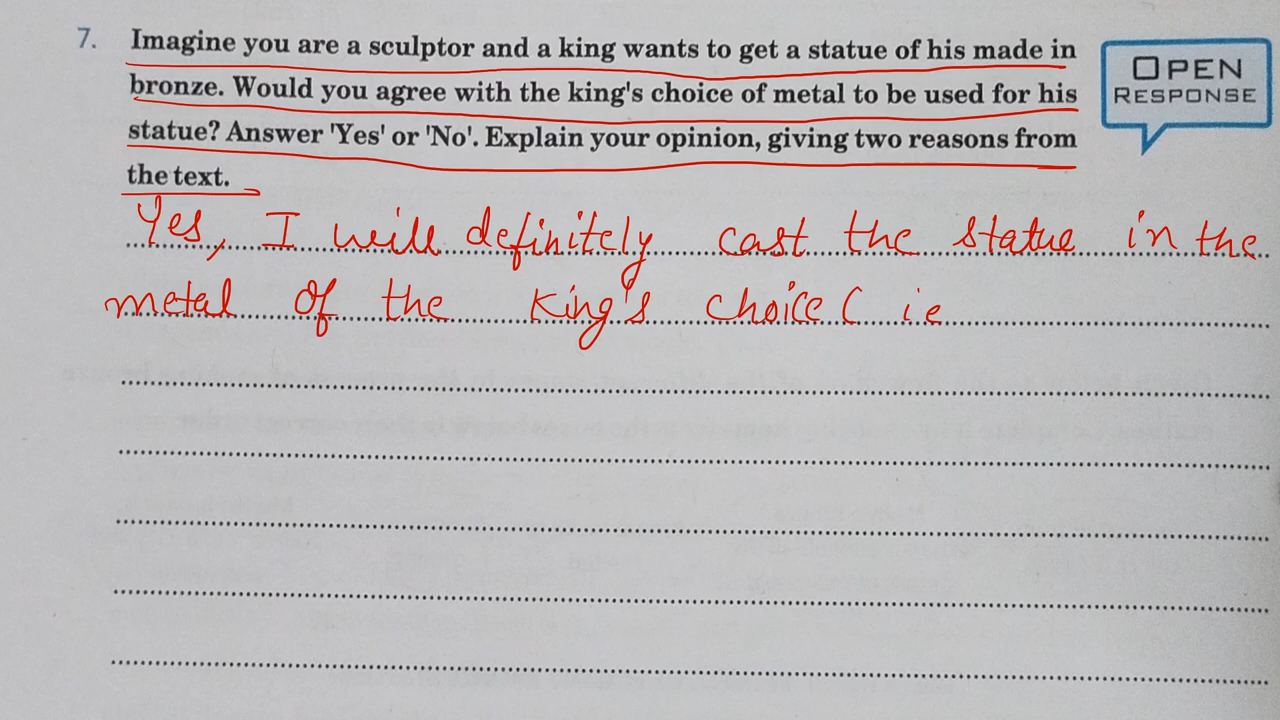 7. Imagine you are a sculptor and a king wants to get a statue of his made in
bronze. Would you agree with the king's choice of metal to be used for his
statue? Answer 'Yes' or 'No'. Explain your opinion, giving two reasons from
the text.
OPEN
RESPONSE
Yes, I will definitely cast the statue in the
metal of the King's choice ( ie